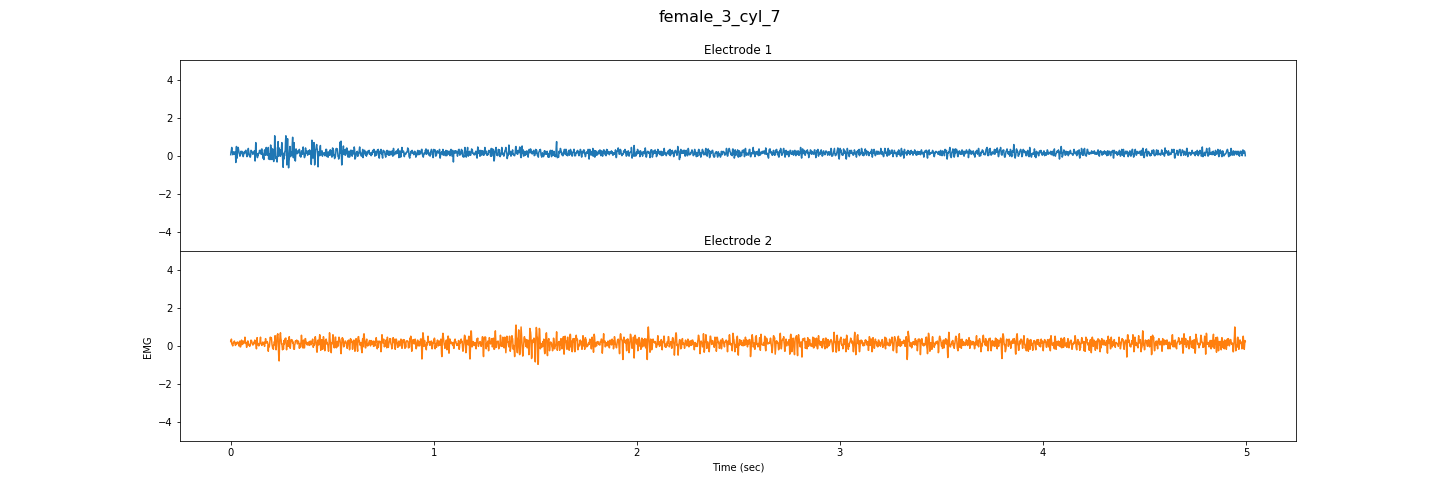 female_3_cyl_7
Electrode 1
4
2
0
−2
−4
Electrode 2
4
2
0
−2
−4
EMG
0 1 2 3 4 5
Time (sec)